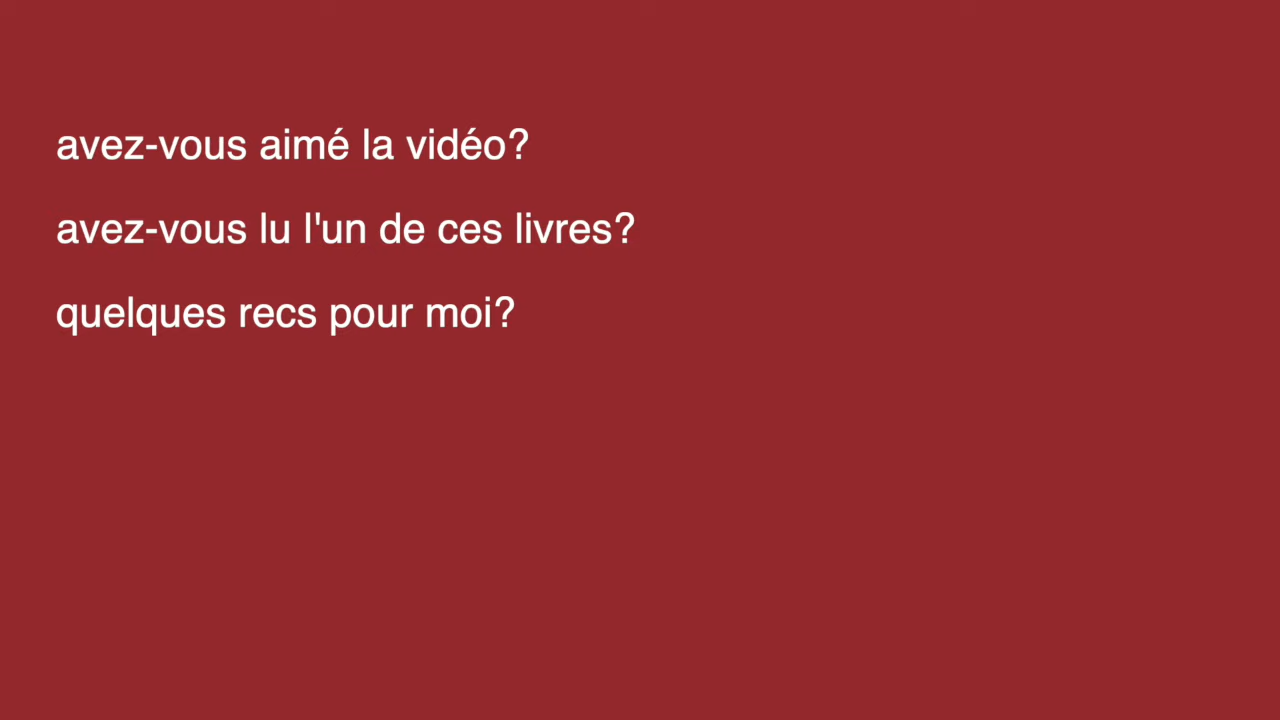 avez-vous aimé la vidéo?
avez-vous lu l'un de ces livres?
quelques recs pour moi?